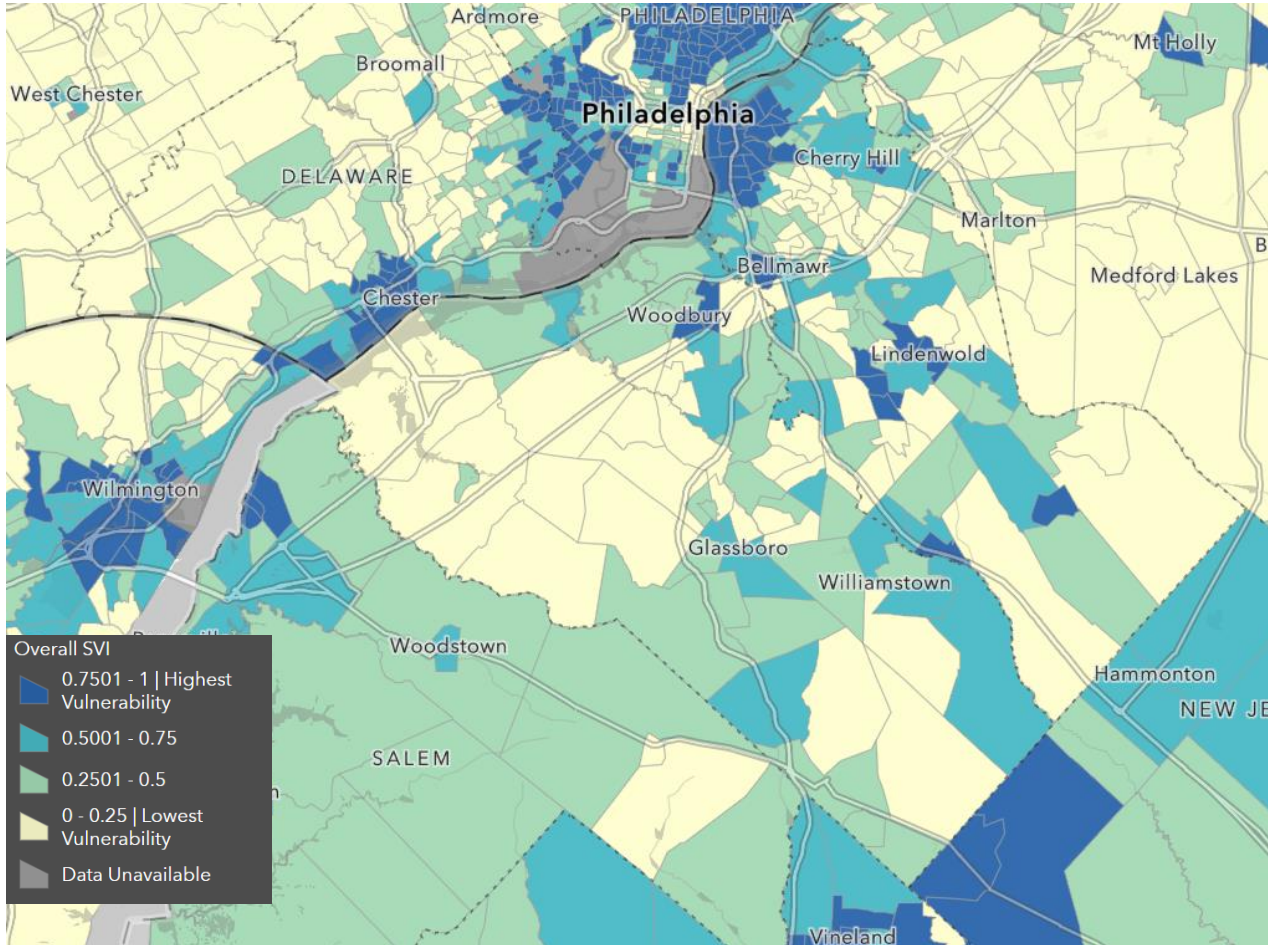 Ardmore
PHILADELPHIA
Mt Holly
Broomall
West Chester
Philadelphia
Cherry Hill
DELAWARE
Marlton
B
Bellmawr
Medford Lakes
Chester
Woodbury
Lindenwold
Wilmington
Glassboro
Williamstown
Woodstown
Hammonton
NEW JE
SALEM
n
Vineland
Overall SVI
0.7501 - 1 | Highest
Vulnerability
0.5001 - 0.75
0.2501 - 0.5
0 - 0.25 | Lowest
Vulnerability
Data Unavailable